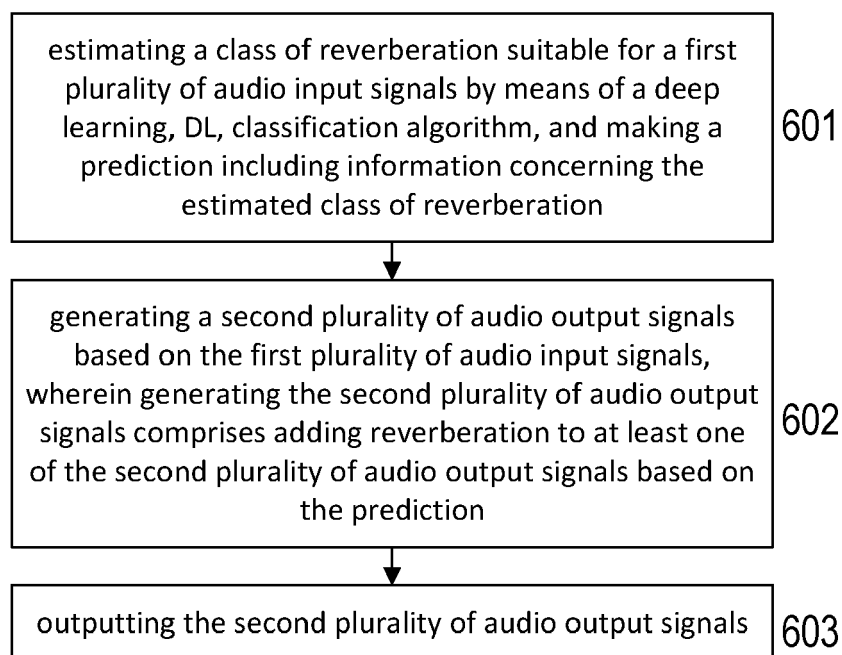 estimating a class of reverberation suitable for a first
plurality of audio input signals by means of a deep
learning, DL, classification algorithm, and making a
prediction including information concerning the
estimated class of reverberation
601
generating a second plurality of audio output signals
based on the first plurality of audio input signals,
wherein generating the second plurality of audio output
signals comprises adding reverberation to at least one
of the second plurality of audio output signals based on
the prediction
602
outputting the second plurality of audio output signals
603